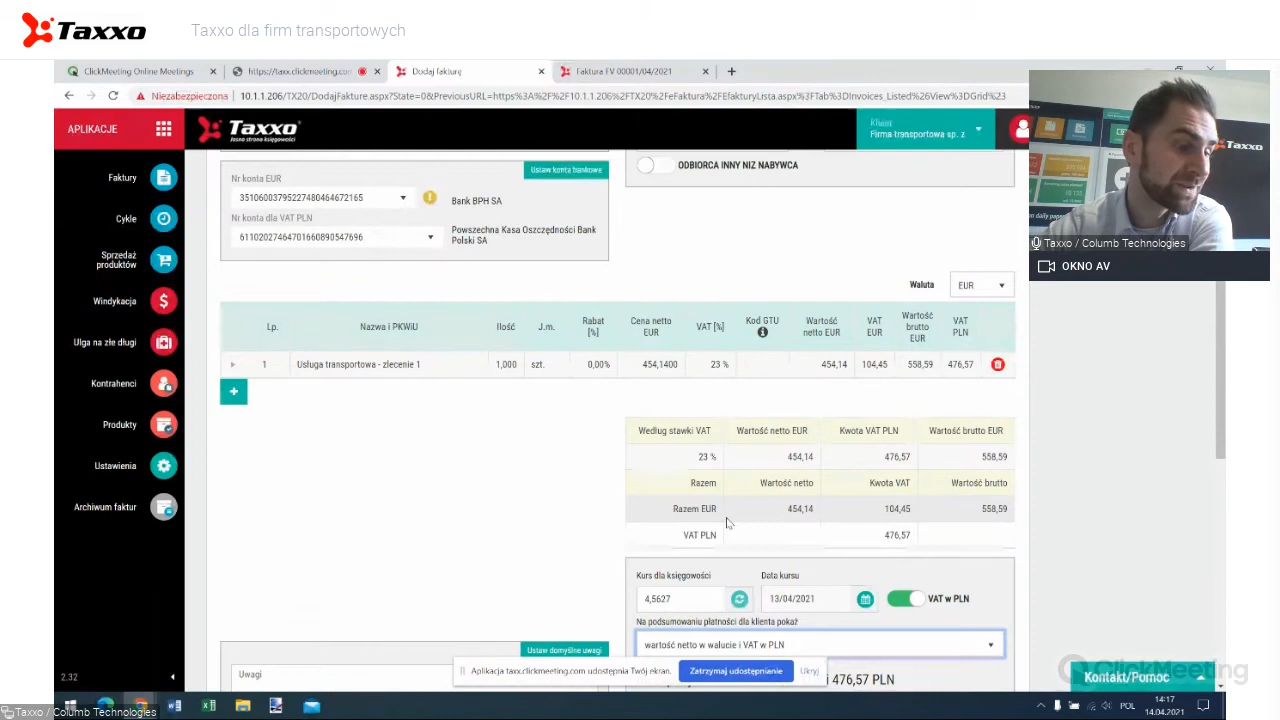 Taxxo
Taxxo dla firm transportowych
ClickMeeting Online Meetings
https://taxx.clickmeeting.com
Dodaj fakturę
Faktura FV 00001/04/2021
Niezabezpieczona
10.1.1.206/TX20/DodajFakture.aspx?State=0&PreviousURL=https%3A%2F%2F10.1.1.206%2FTX20%2FeFaktura%2FEfakturyLista.aspx%3FTab%3DInvoices_Listed%26View%3DGrid%23
APLIKACJE
Taxxo
Jasna strona księgowości
Klient
Firma transportowa sp. z
Faktury
Cykle
Sprzedaż
produktów
Windykacja
Ulga na złe długi
Kontrahenci
Produkty
Ustawienia
Archiwum faktur
2.32
Ustaw konta bankowe
Nr konta EUR
35106003795227480464672165
Bank BPH SA
Nr konta dla VAT PLN
61102027464701660890547696
Powszechna Kasa Oszczędności Bank
Polski SA
ODBIORCA INNY NIZ NABYWCA
Waluta
EUR
Lp. Nazwa i PKWiU Ilość J.m. Rabat [%] Cena netto EUR VAT [%] Kod GTU Wartość netto EUR VAT EUR Wartość brutto EUR VAT PLN
1 Usługa transportowa - zlecenie 1 1,000 szt. 0,00% 454,1400 23 % 454,14 104,45 558,59 476,57
+
Według stawki VAT Wartość netto EUR Kwota VAT PLN Wartość brutto EUR
23 % 454,14 476,57 558,59
Razem Wartość netto Kwota VAT Wartość brutto
Razem EUR 454,14 104,45 558,59
VAT PLN 476,57
Kurs dla księgowości
Data kursu
4,5627
13/04/2021
VAT w PLN
Na podsumowaniu płatności dla klienta pokaż
wartość netto w walucie i VAT w PLN
476,57 PLN
Ustaw domyślne uwagi
Uwagi
Aplikacja taxx.clickmeeting.com udostępnia Twój ekran.
Zatrzymaj udostępnianie
Ukryj
Kontakt/Pomoc
ClickMeeting
Taxxo
Taxxo / Columb Technologies
OKNO AV
POL
14:17
14.04.2021
Taxxo / Columb Technologies